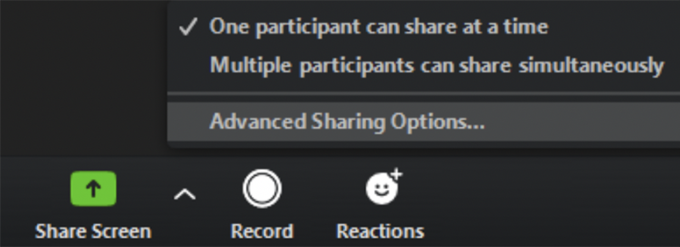 One participant can share at a time
Multiple participants can share simultaneously
Advanced Sharing Options...
Share Screen
Record
Reactions